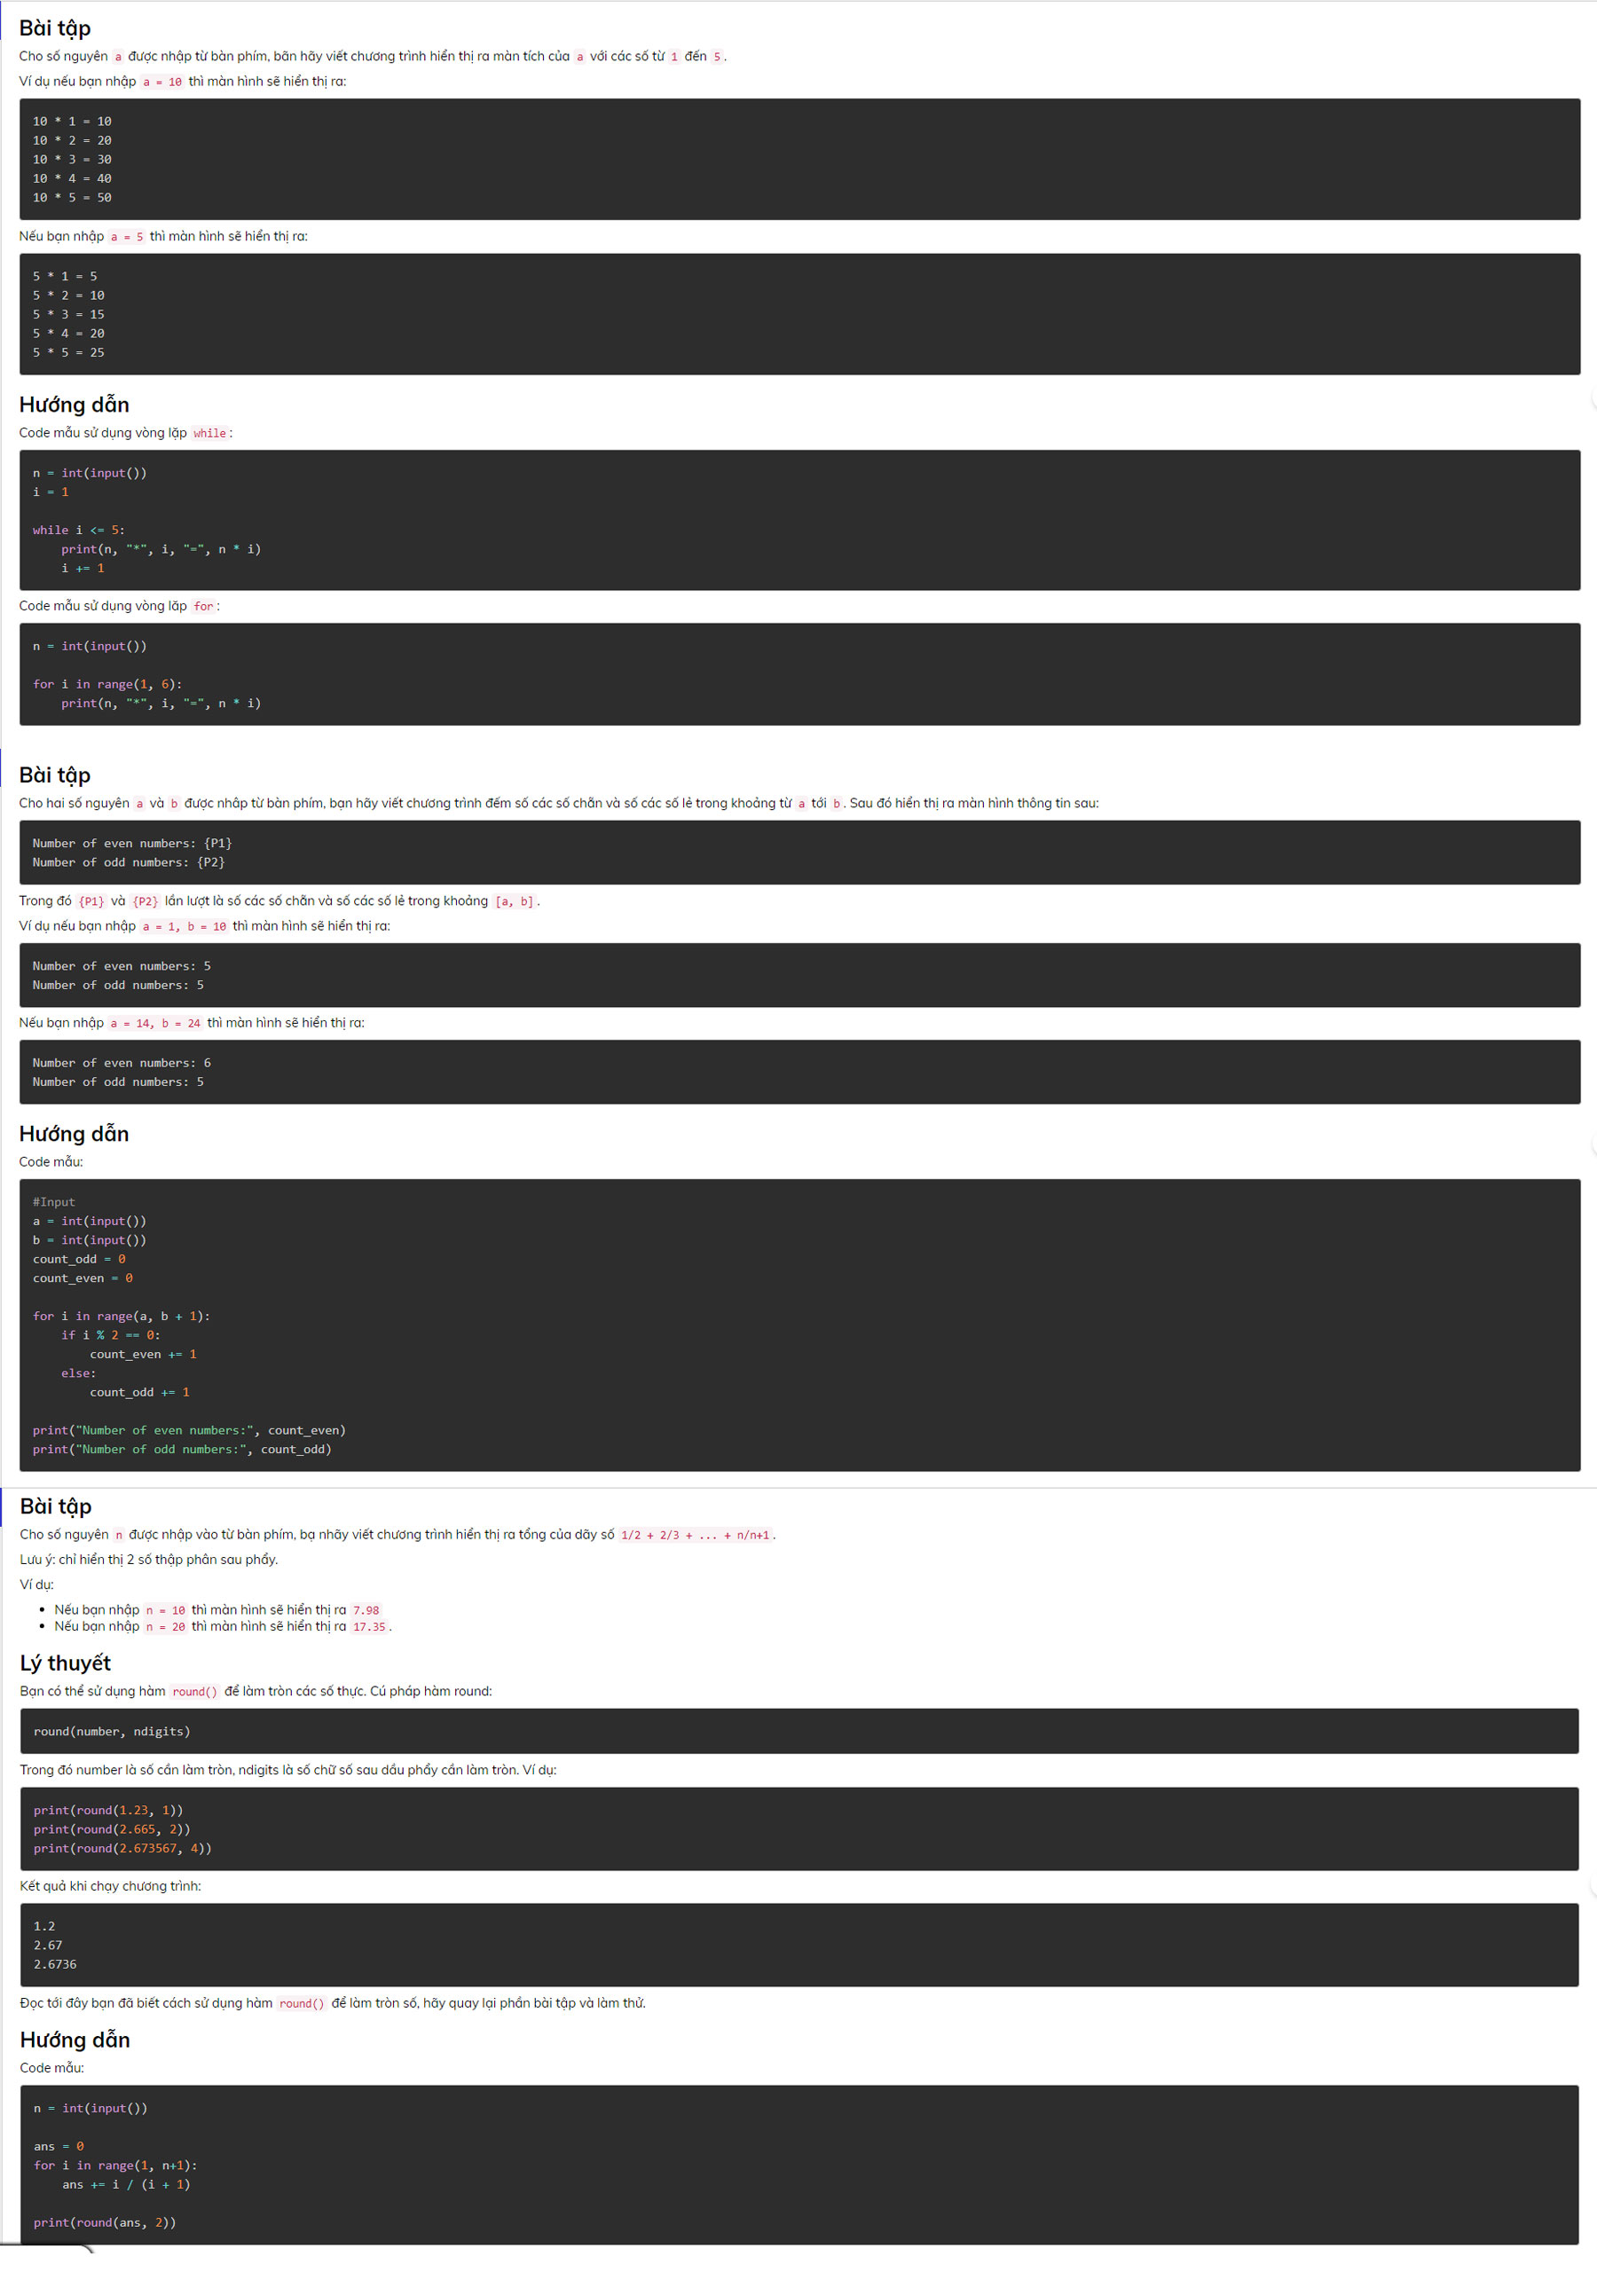 Bài tập
Cho số nguyên a được nhập từ bàn phím, bãn hãy viết chương trình hiển thị ra màn tích của a với các số từ 1 đến 5.
Ví dụ nếu bạn nhập a = 10 thì màn hình sẽ hiển thị ra:
10 * 1 = 10
10 * 2 = 20
10 * 3 = 30
10 * 4 = 40
10 * 5 = 50
Nếu bạn nhập a = 5 thì màn hình sẽ hiển thị ra:
5 * 1 = 5
5 * 2 = 10
5 * 3 = 15
5 * 4 = 20
5 * 5 = 25
Hướng dẫn
Code mẫu sử dụng vòng lặp while:
n = int(input())
i = 1
while i <= 5:
    print(n, "*", i, "=", n * i)
    i += 1
Code mẫu sử dụng vòng lăp for:
n = int(input())
for i in range(1, 6):
    print(n, "*", i, "=", n * i)
Bài tập
Cho hai số nguyên a và b được nhâp từ bàn phím, bạn hãy viết chương trình đếm số các số chẵn và số các số lẻ trong khoảng từ a tới b. Sau đó hiển thị ra màn hình thông tin sau:
Number of even numbers: {P1}
Number of odd numbers: {P2}
Trong đó {P1} và {P2} lần lượt là số các số chẵn và số các số lẻ trong khoảng [a, b].
Ví dụ nếu bạn nhập a = 1, b = 10 thì màn hình sẽ hiển thị ra:
Number of even numbers: 5
Number of odd numbers: 5
Nếu bạn nhập a = 14, b = 24 thì màn hình sẽ hiển thị ra:
Number of even numbers: 6
Number of odd numbers: 5
Hướng dẫn
Code mẫu:
#Input
a = int(input())
b = int(input())
count_odd = 0
count_even = 0
for i in range(a, b + 1):
    if i % 2 == 0:
        count_even += 1
    else:
        count_odd += 1
print("Number of even numbers:", count_even)
print("Number of odd numbers:", count_odd)
Bài tập
Cho số nguyên n được nhập vào từ bàn phím, bạ nhãy viết chương trình hiển thị ra tổng của dãy số 1/2 + 2/3 + ... + n/n+1.
Lưu ý: chỉ hiển thị 2 số thập phân sau phẩy.
Ví dụ:
• Nếu bạn nhập n = 10 thì màn hình sẽ hiển thị ra 7.98
• Nếu bạn nhập n = 20 thì màn hình sẽ hiển thị ra 17.35.
Lý thuyết
Bạn có thể sử dụng hàm round() để làm tròn các số thực. Cú pháp hàm round:
round(number, ndigits)
Trong đó number là số cần làm tròn, ndigits là số chữ số sau dấu phẩy cần làm tròn. Ví dụ:
print(round(1.23, 1))
print(round(2.665, 2))
print(round(2.673567, 4))
Kết quả khi chạy chương trình:
1.2
2.67
2.6736
Đọc tới đây bạn đã biết cách sử dụng hàm round() để làm tròn số, hãy quay lại phần bài tập và làm thử.
Hướng dẫn
Code mẫu:
n = int(input())
ans = 0
for i in range(1, n+1):
    ans += i / (i + 1)
print(round(ans, 2))